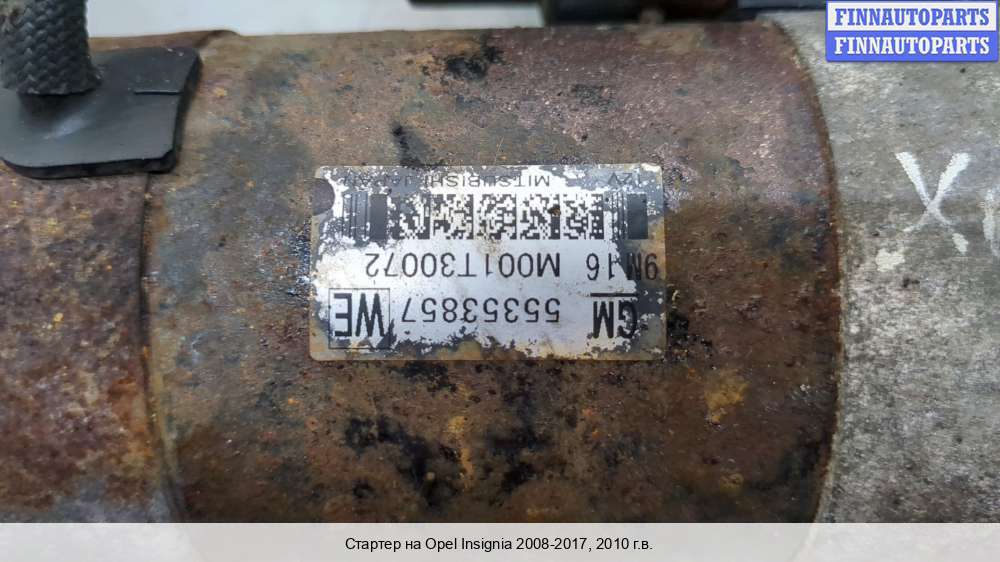 FINNAUTOPARTS
FINNAUTOPARTS
GM 55353857 WE
9M16 M001T30072
12V MITSUBISHI
X
Стартер на Opel Insignia 2008-2017, 2010 г.в.